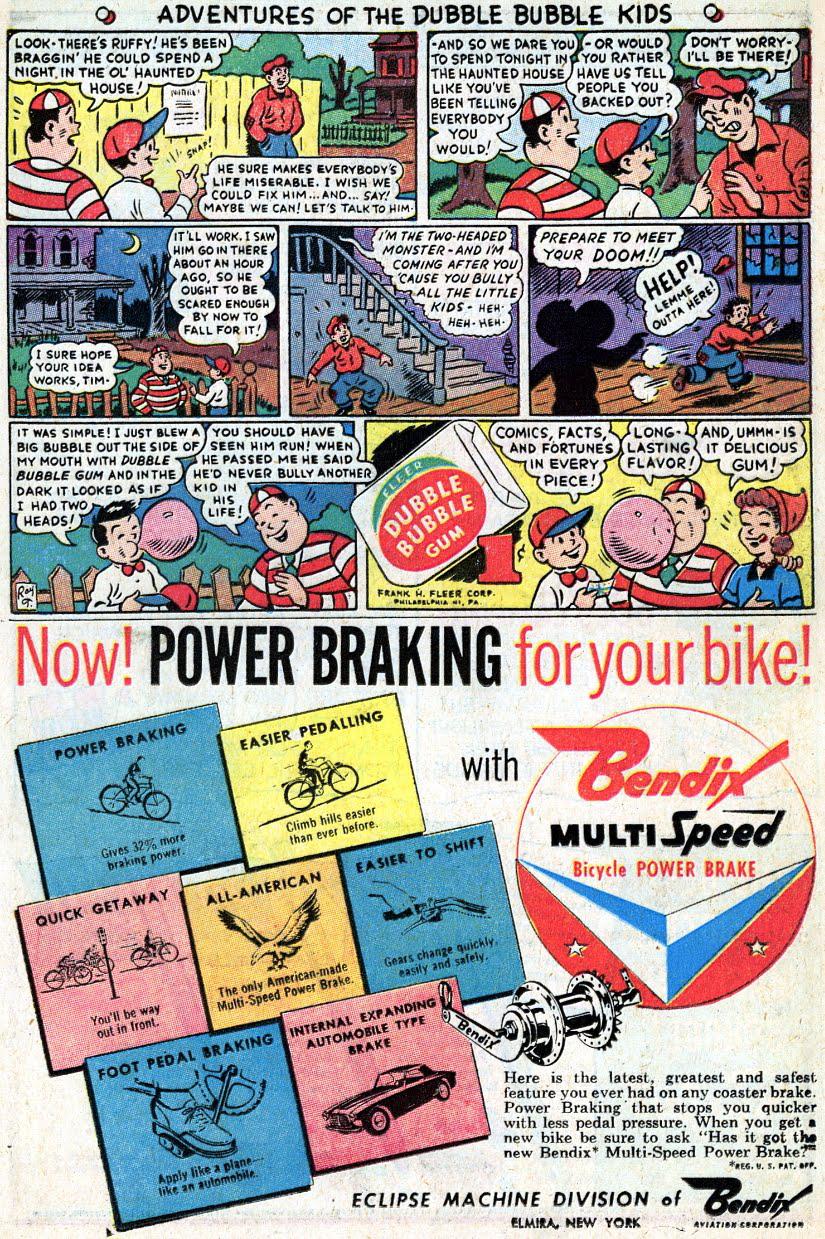 ADVENTURES OF THE DUBBLE BUBBLE KIDS
LOOK- THERE'S RUFFY! HE'S BEEN
BRAGGIN' HE COULD SPEND A
NIGHT, IN THE OL' HAUNTED
HOUSE!
NOTICE
SNAP!
HE SURE MAKES EVERYBODY'S
LIFE MISERABLE. I WISH WE
COULD FIX HIM...AND... SAY!
MAYBE WE CAN! LET'S TALK TO HIM-
-AND SO WE DARE YOU
TO SPEND TONIGHT IN
THE HAUNTED HOUSE
LIKE YOU'VE
BEEN TELLING
EVERYBODY
YOU
WOULD!
- OR WOULD
YOU RATHER
HAVE US TELL
PEOPLE YOU
BACKED OUT?
DON'T WORRY-
I'LL BE THERE!
IT'LL WORK. I SAW
HIM GO IN THERE
ABOUT AN HOUR
AGO, SO HE
OUGHT TO BE
SCARED ENOUGH
BY NOW TO
FALL FOR IT!
I SURE HOPE
YOUR IDEA
WORKS, TIM-
I'M THE TWO-HEADED
MONSTER - AND I'M
COMING AFTER YOU
'CAUSE YOU BULLY
ALL THE LITTLE
KIDS - HEH-
HEH-HEH-
PREPARE TO MEET
YOUR DOOM!!
HELP!
LEMME
OUTTA HERE!
IT WAS SIMPLE! I JUST BLEW A
BIG BUBBLE OUT THE SIDE OF
MY MOUTH WITH DUBBLE
BUBBLE GUM AND IN THE
DARK IT LOOKED AS IF
I HAD TWO
HEADS!
YOU SHOULD HAVE
SEEN HIM RUN! WHEN
HE PASSED ME HE SAID
HE'D NEVER BULLY ANOTHER
KID IN
HIS
LIFE!
Ray
T.
FLEER
DUBBLE
BUBBLE
GUM
1¢
FRANK H. FLEER CORP.
PHILADELPHIA 41, PA.
COMICS, FACTS,
AND FORTUNES
IN EVERY
PIECE!
LONG-
LASTING
FLAVOR!
AND, UMMM- IS
IT DELICIOUS
GUM!
Now! POWER BRAKING for your bike!
POWER BRAKING
Gives 32% more
braking power.
EASIER PEDALLING
Climb hills easier
than ever before.
with
Bendix
MULTI Speed
Bicycle POWER BRAKE
QUICK GETAWAY
You'll be way
out in front.
ALL-AMERICAN
The only American-made
Multi-Speed Power Brake.
EASIER TO SHIFT
Gears change quickly,
easily and safely.
FOOT PEDAL BRAKING
Apply like a plane—
like an automobile.
INTERNAL EXPANDING
AUTOMOBILE TYPE
BRAKE
Bendix
Here is the latest, greatest and safest
feature you ever had on any coaster brake.
Power Braking that stops you quicker
with less pedal pressure. When you get a
new bike be sure to ask "Has it got the
new Bendix* Multi-Speed Power Brake?"
*REG. U. S. PAT. OFF.
ECLIPSE MACHINE DIVISION of
ELMIRA, NEW YORK
Bendix
AVIATION CORPORATION